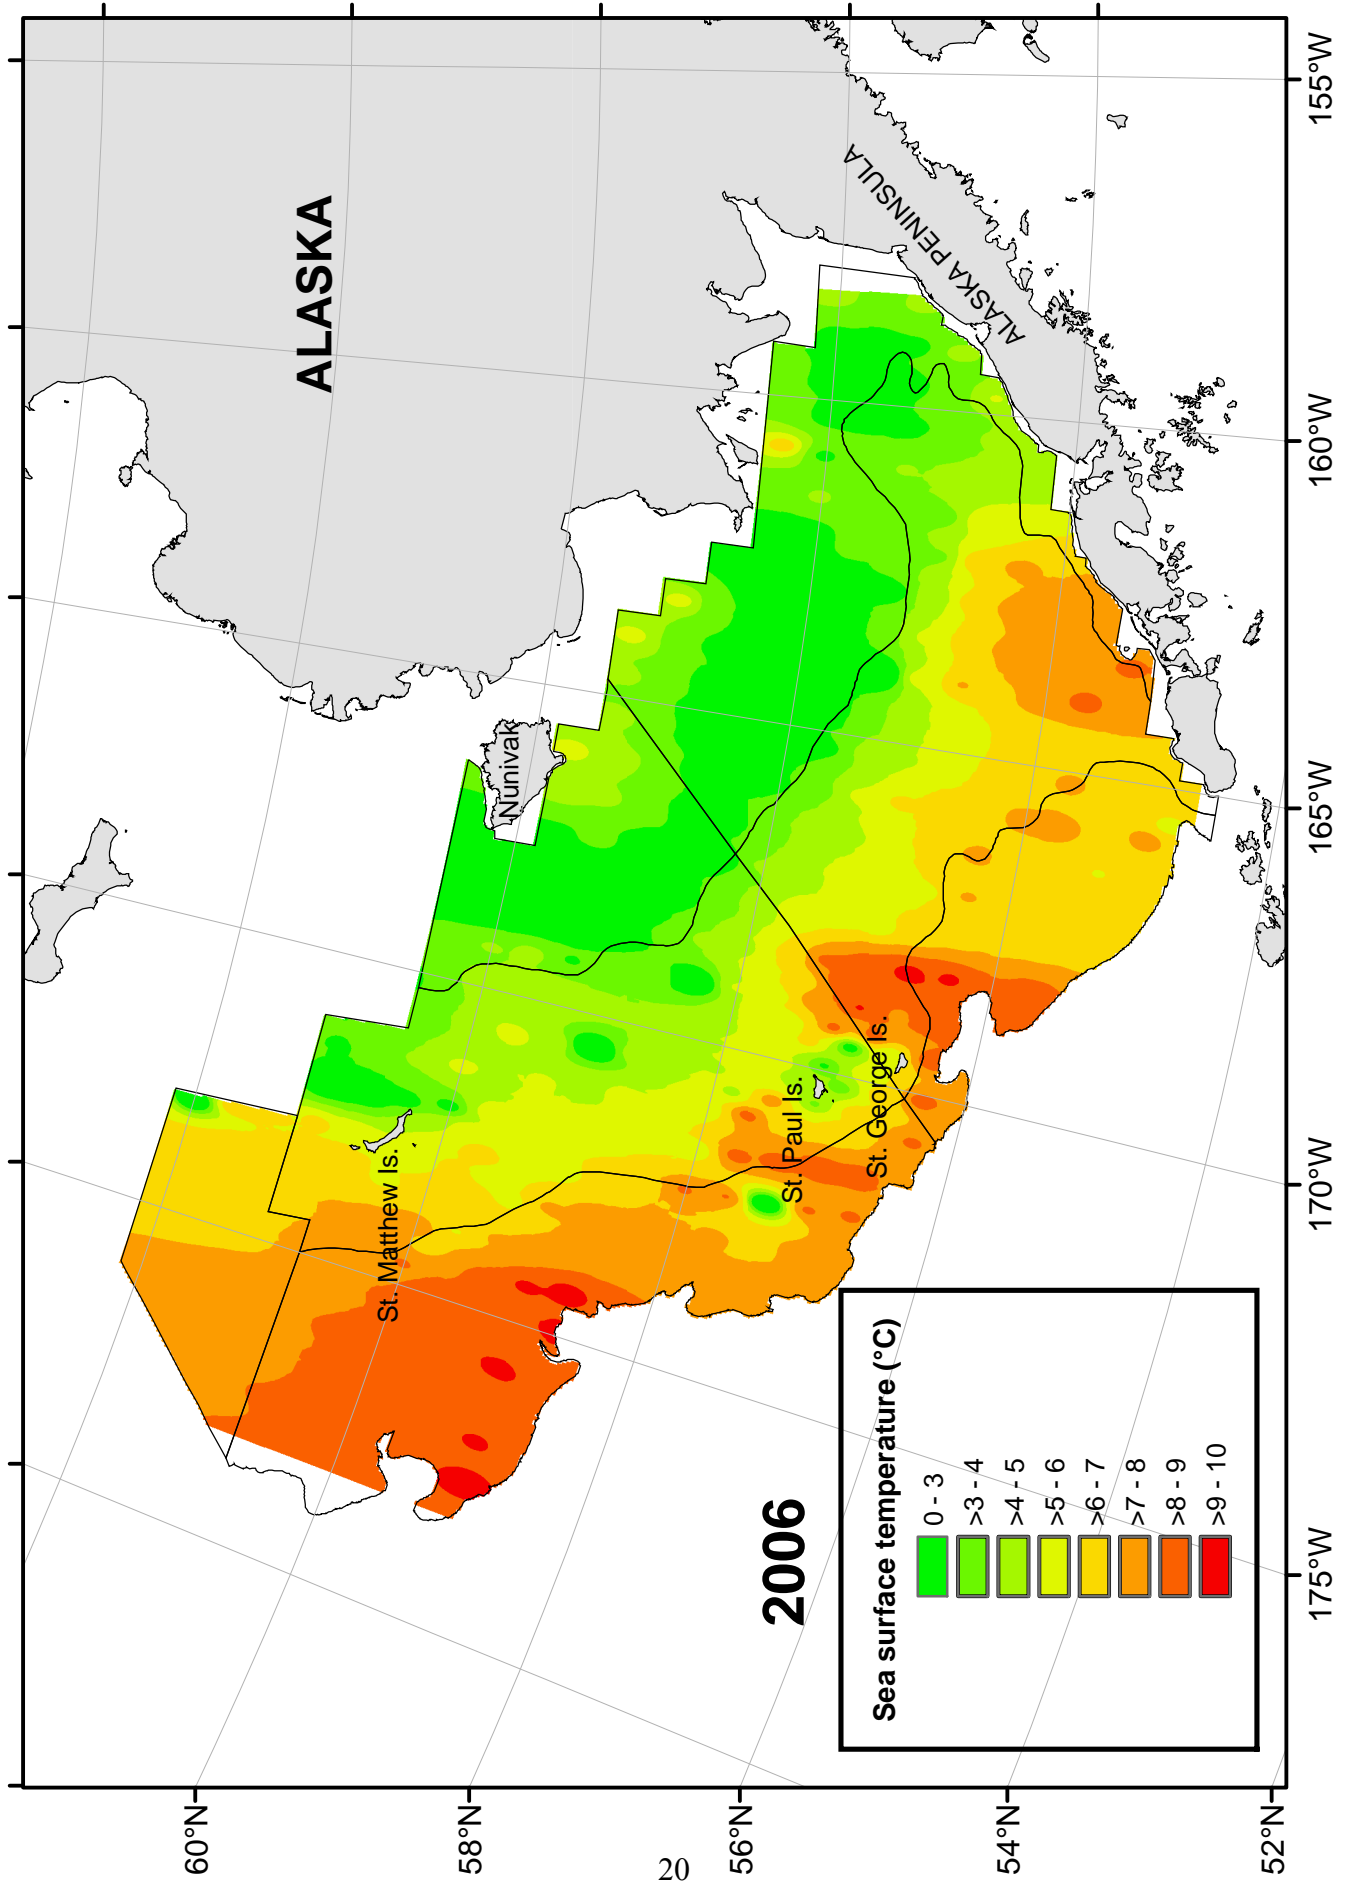 ALASKA
ALASKA PENINSULA
Nunivak
St. Matthew Is.
St. Paul Is.
St. George Is.
2006
Sea surface temperature (°C)
0 - 3
>3 - 4
>4 - 5
>5 - 6
>6 - 7
>7 - 8
>8 - 9
>9 - 10
60°N
58°N
56°N
54°N
52°N
175°W
170°W
165°W
160°W
155°W
20